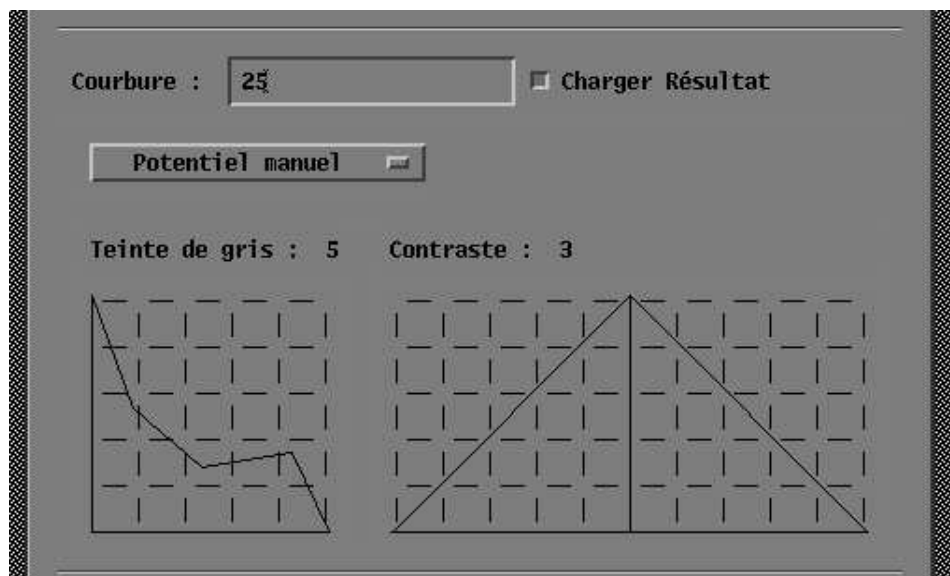 Courbure : 25 Charger Résultat
Potentiel manuel
Teinte de gris : 5 Contraste : 3